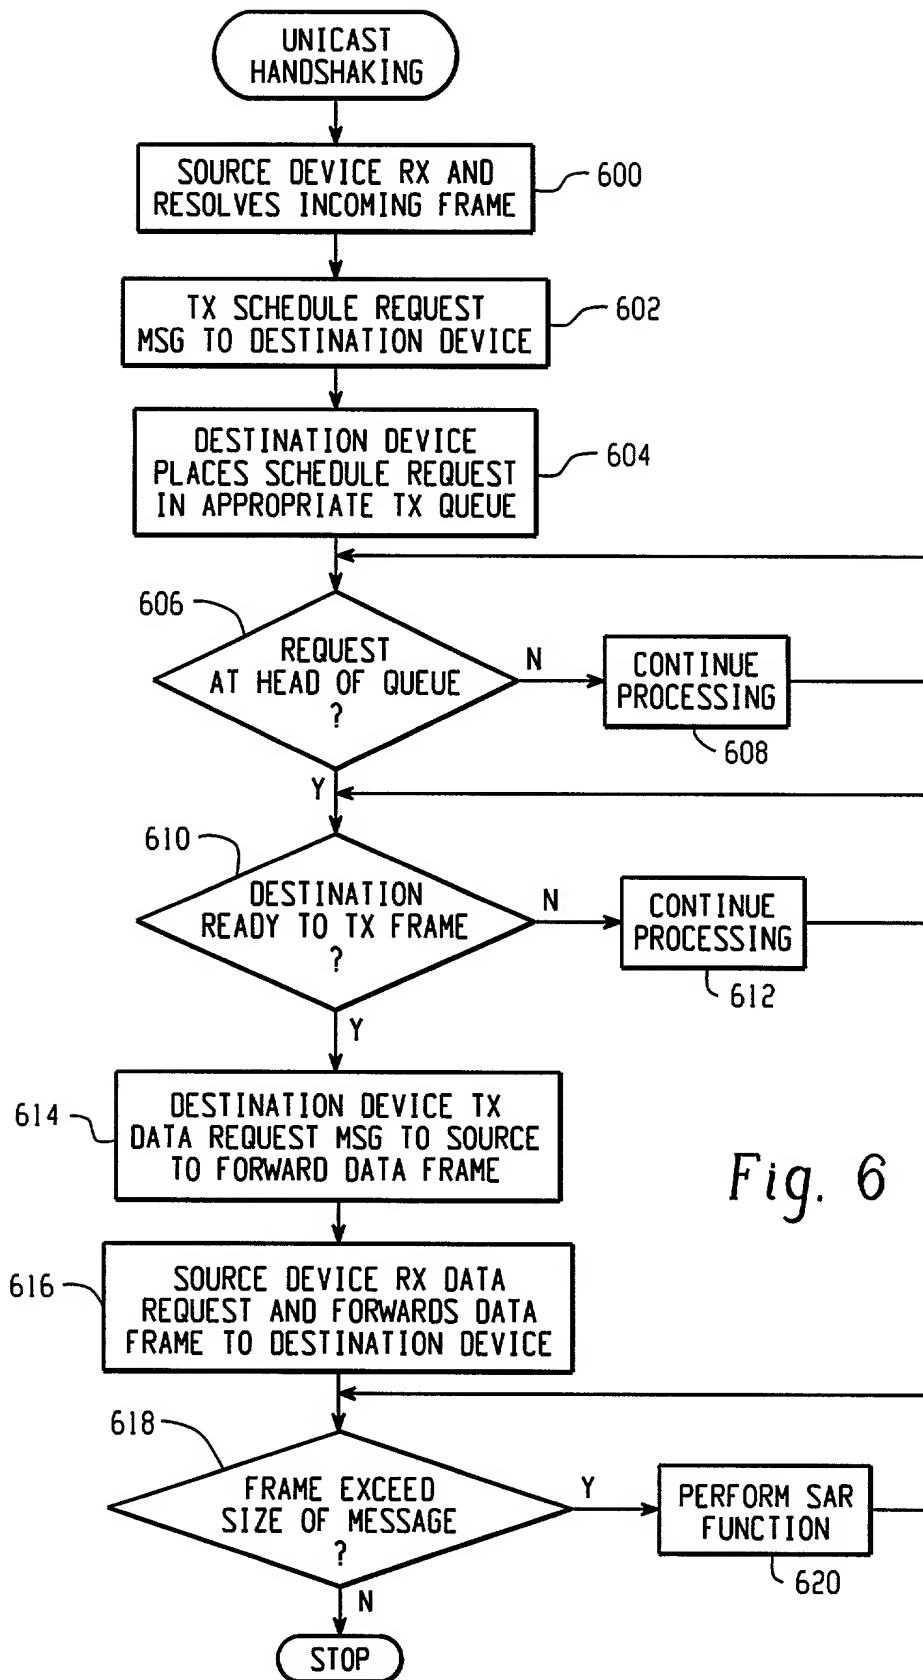 UNICAST
HANDSHAKING
SOURCE DEVICE RX AND
RESOLVES INCOMING FRAME
600
TX SCHEDULE REQUEST
MSG TO DESTINATION DEVICE
602
DESTINATION DEVICE
PLACES SCHEDULE REQUEST
IN APPROPRIATE TX QUEUE
604
606
REQUEST
AT HEAD OF QUEUE
?
N
CONTINUE
PROCESSING
608
Y
610
DESTINATION
READY TO TX FRAME
?
N
CONTINUE
PROCESSING
612
Y
614
DESTINATION DEVICE TX
DATA REQUEST MSG TO SOURCE
TO FORWARD DATA FRAME
Fig. 6
616
SOURCE DEVICE RX DATA
REQUEST AND FORWARDS DATA
FRAME TO DESTINATION DEVICE
618
FRAME EXCEED
SIZE OF MESSAGE
?
Y
PERFORM SAR
FUNCTION
620
N
STOP